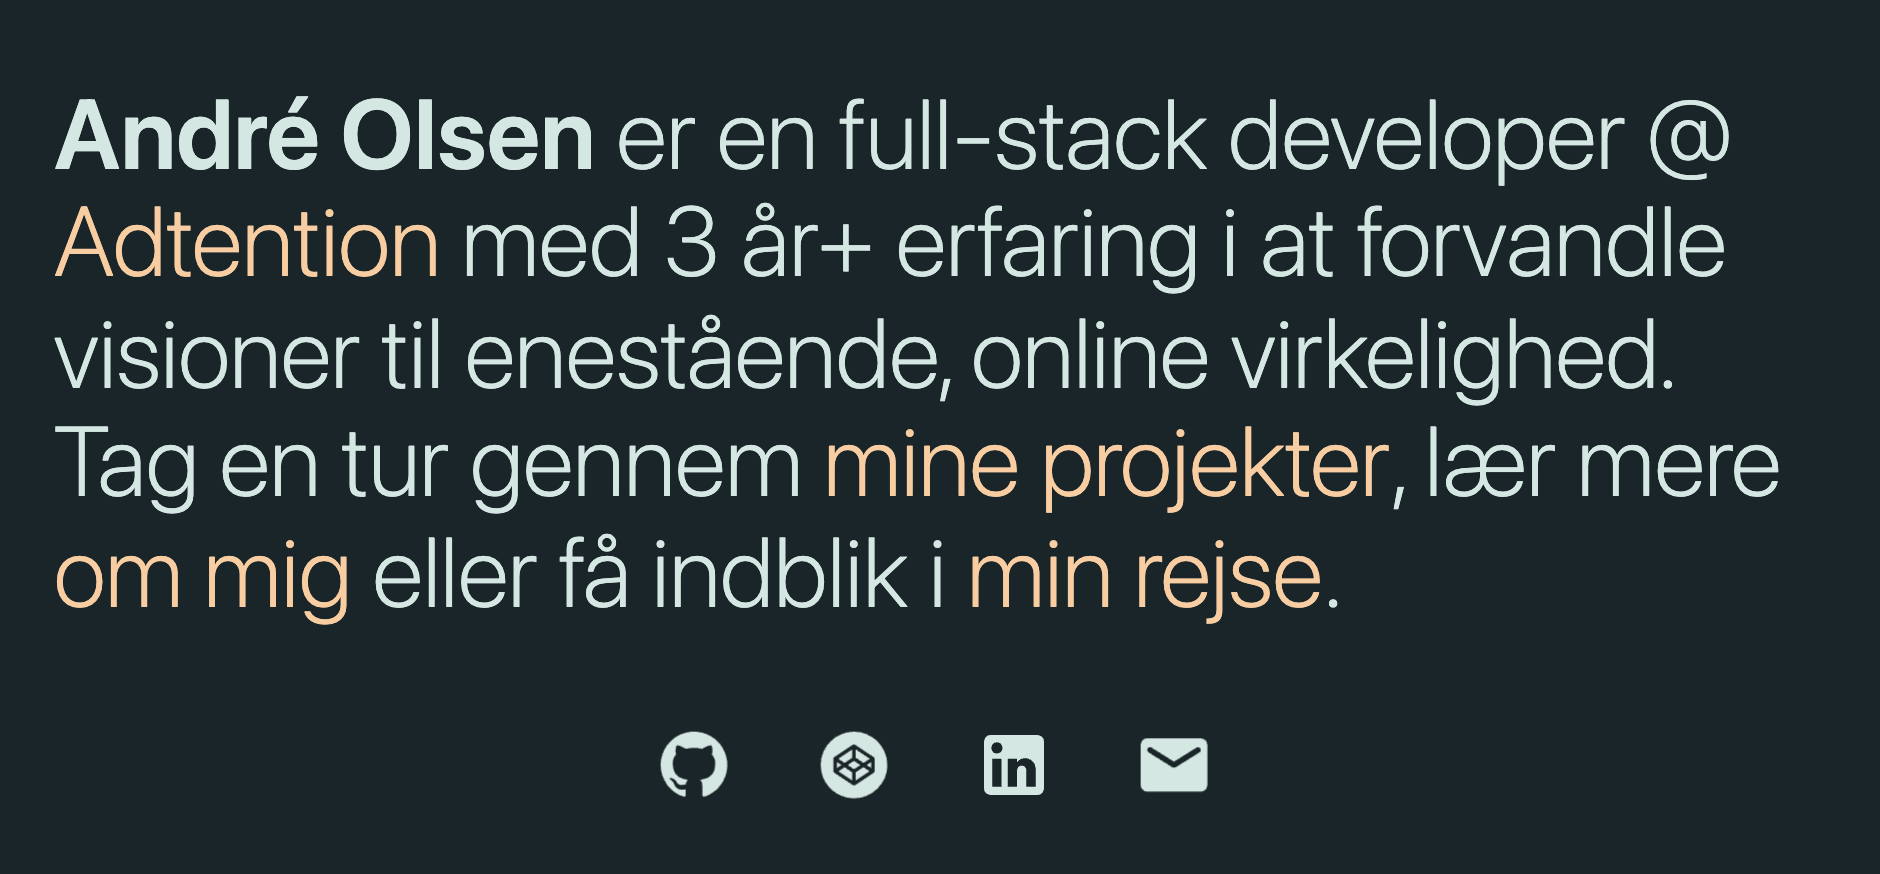 André Olsen er en full-stack developer @
Adtention med 3 år+ erfaring i at forvandle
visioner til enestående, online virkelighed.
Tag en tur gennem mine projekter, lær mere
om mig eller få indblik i min rejse.
in